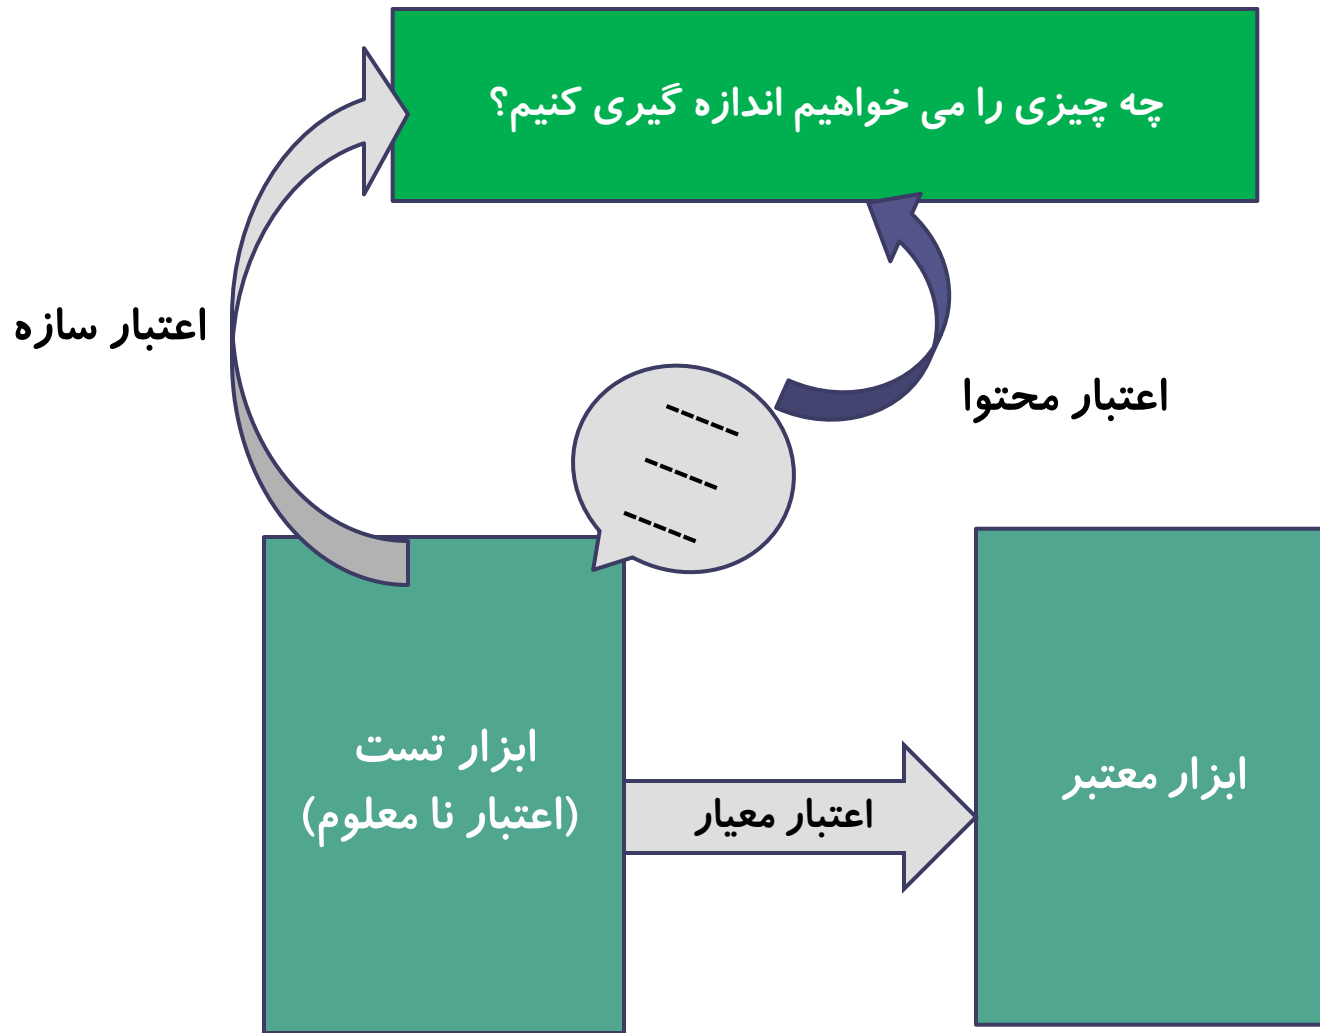 چه چیزی را می خواهیم اندازه گیری کنیم؟
اعتبار سازه
اعتبار محتوا
ابزار تست
(اعتبار نا معلوم)
اعتبار معیار
ابزار معتبر